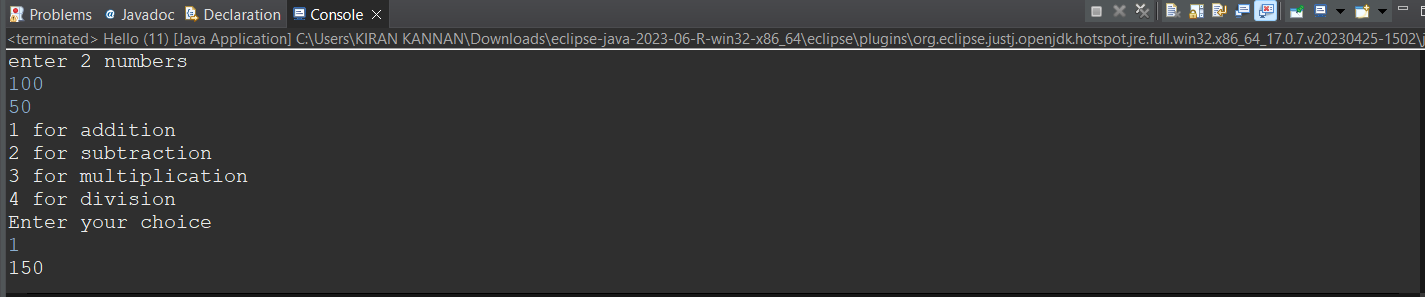 Problems @ Javadoc Declaration Console
<terminated> Hello (11) [Java Application] C:\Users\KIRAN KANNAN\Downloads\eclipse-java-2023-06-R-win32-x86_64\eclipse\plugins\org.eclipse.justj.openjdk.hotspot.jre.full.win32.x86_64_17.0.7.v20230425-1502\j
enter 2 numbers
100
50
1 for addition
2 for subtraction
3 for multiplication
4 for division
Enter your choice
1
150